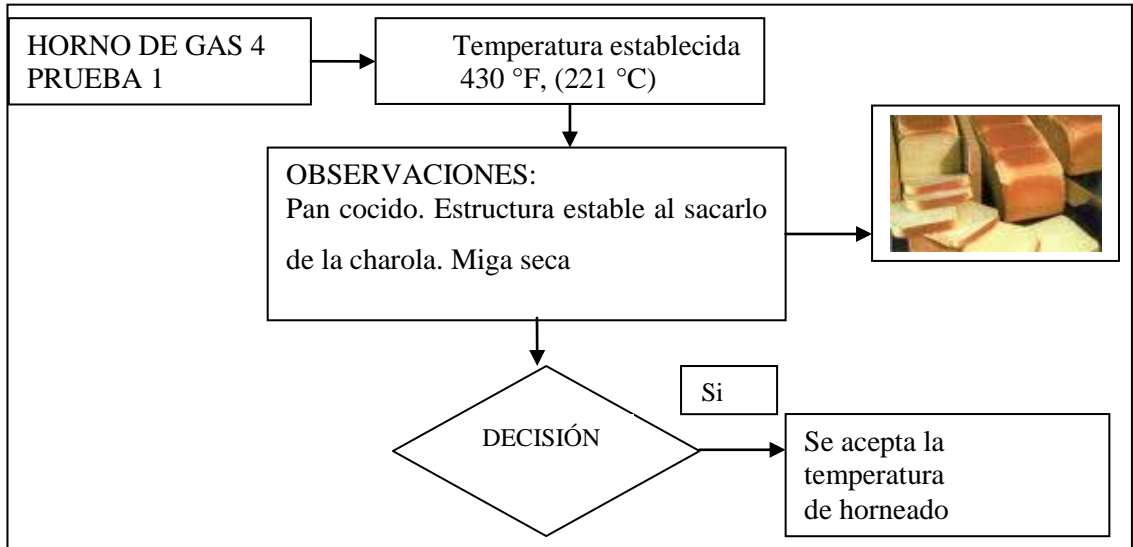 HORNO DE GAS 4
PRUEBA 1
Temperatura establecida
430 °F, (221 °C)
OBSERVACIONES:
Pan cocido. Estructura estable al sacarlo
de la charola. Miga seca
DECISIÓN
Si
Se acepta la
temperatura
de horneado